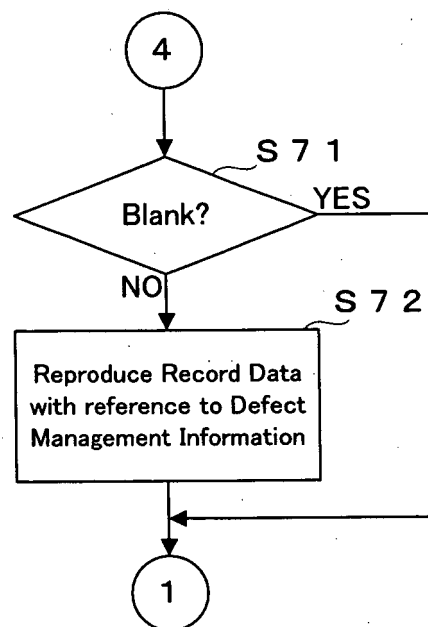 4
S 7 1
Blank?
YES
NO
S 7 2
Reproduce Record Data
with reference to Defect
Management Information
1